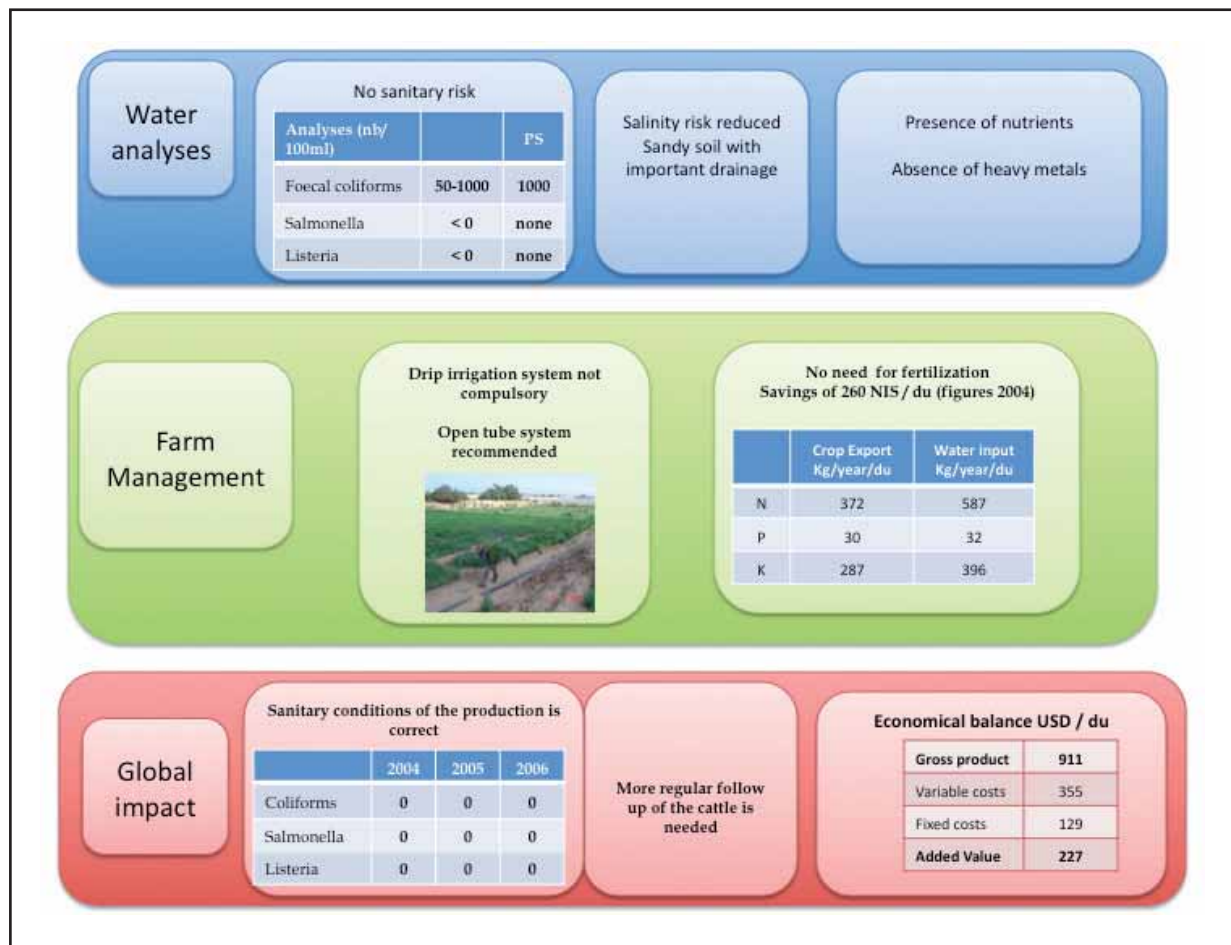 Water
analyses
No sanitary risk
Analyses (nb/
100ml)
PS
Foecal coliforms 50-1000 1000
Salmonella < 0 none
Listeria < 0 none
Salinity risk reduced
Sandy soil with
important drainage
Presence of nutrients
Absence of heavy metals
Farm
Management
Drip irrigation system not
compulsory
Open tube system
recommended
No need for fertilization
Savings of 260 NIS / du (figures 2004)
Crop Export
Kg/year/du
Water input
Kg/year/du
N 372 587
P 30 32
K 287 396
Global
impact
Sanitary conditions of the production is
correct
2004 2005 2006
Coliforms 0 0 0
Salmonella 0 0 0
Listeria 0 0 0
More regular follow
up of the cattle is
needed
Economical balance USD / du
Gross product 911
Variable costs 355
Fixed costs 129
Added Value 227